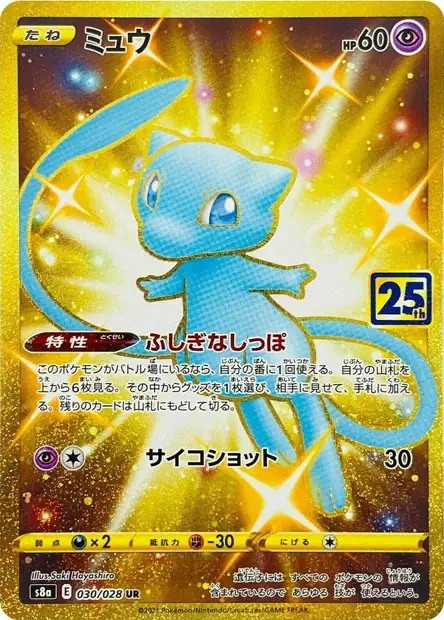 たね ミュウ HP60
25th
特性 とくせい ふしぎなしっぽ
このポケモンがバトル場にいるなら、自分の番に1回使える。自分の山札を
上から6枚見る。その中からグッズを1枚選び、相手に見せて、手札に加え
る。残りのカードは山札にもどして切る。
サイコショット 30
弱点 ×2 抵抗力 -30 にげる
Illus. Saki Hayashiro
s8a E 030/028 UR
遺伝子には すべての ポケモンの 情報が
含まれているので あらゆる 技が 使えるという。
©2021 Pokémon/Nintendo/Creatures/GAME FREAK.